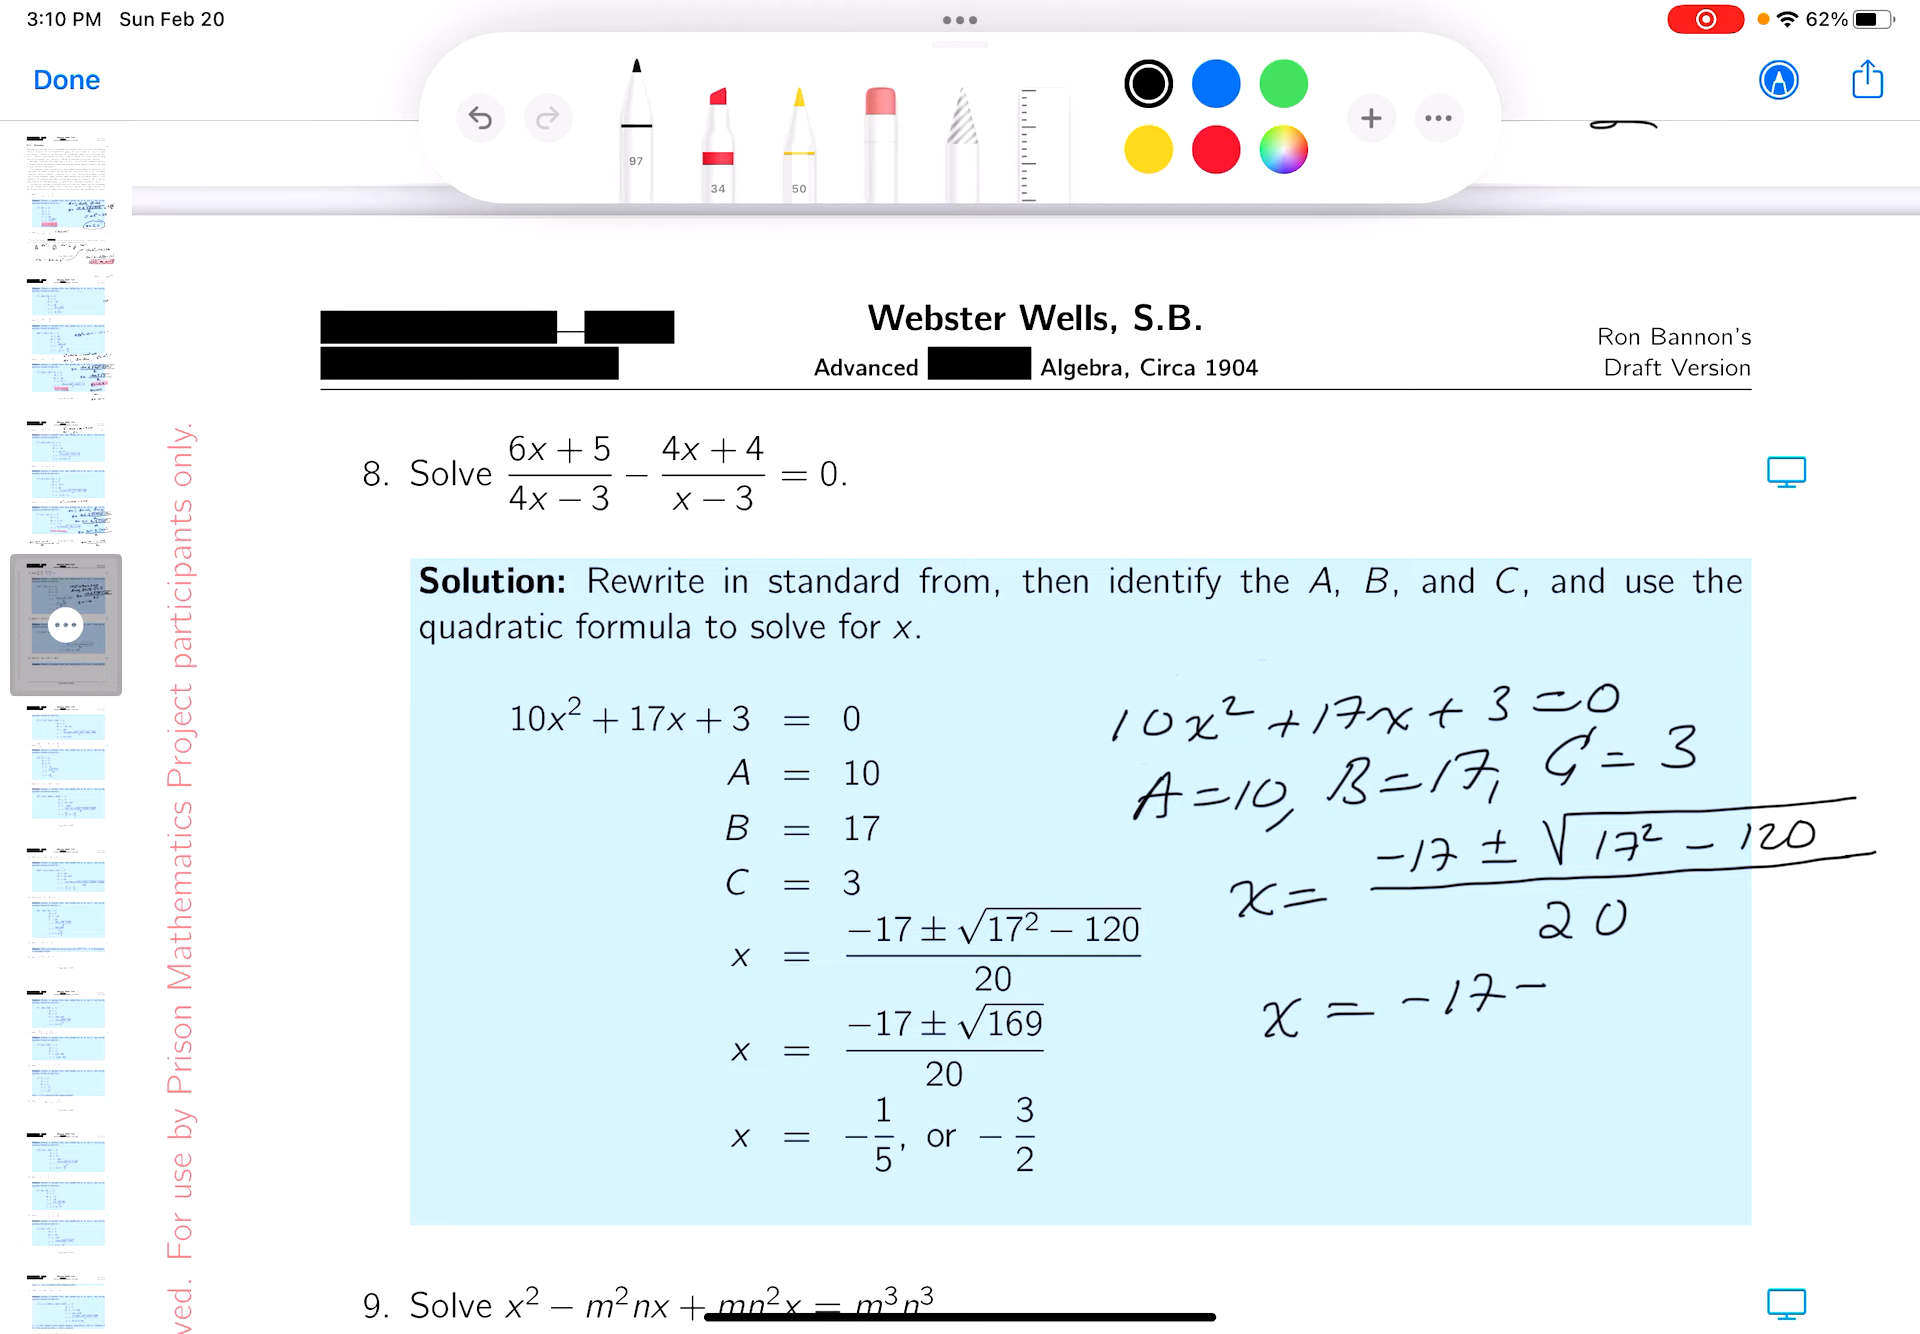 3:10 PM Sun Feb 20
62%
Done
97
34
50
Webster Wells, S.B.
Advanced Algebra, Circa 1904
Ron Bannon's
Draft Version
ved. For use by Prison Mathematics Project participants only.
8. Solve (6x + 5)/(4x − 3) − (4x + 4)/(x − 3) = 0.
Solution: Rewrite in standard from, then identify the A, B, and C, and use the
quadratic formula to solve for x.
10x² + 17x + 3 = 0
A = 10
B = 17
C = 3
x = (−17 ± √(17² − 120))/20
x = (−17 ± √169)/20
x = −1/5, or −3/2
10x² + 17x + 3 = 0
A = 10, B = 17, C = 3
x = (−17 ± √(17² − 120))/20
x = −17 −
9. Solve x² − m²nx + mn²x = m³n³